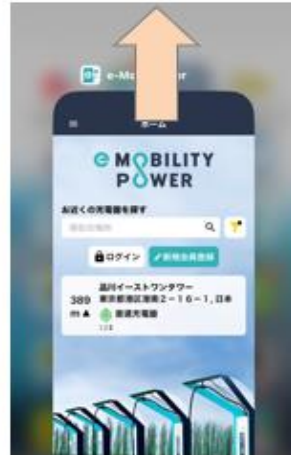 e-Mo er
ホーム
e MOBILITY
POWER
お近くの充電器を探す
ログイン
新規会員登録
品川イーストワンタワー
389 東京都港区港南2-16-1, 日本
m ▲ 普通充電器